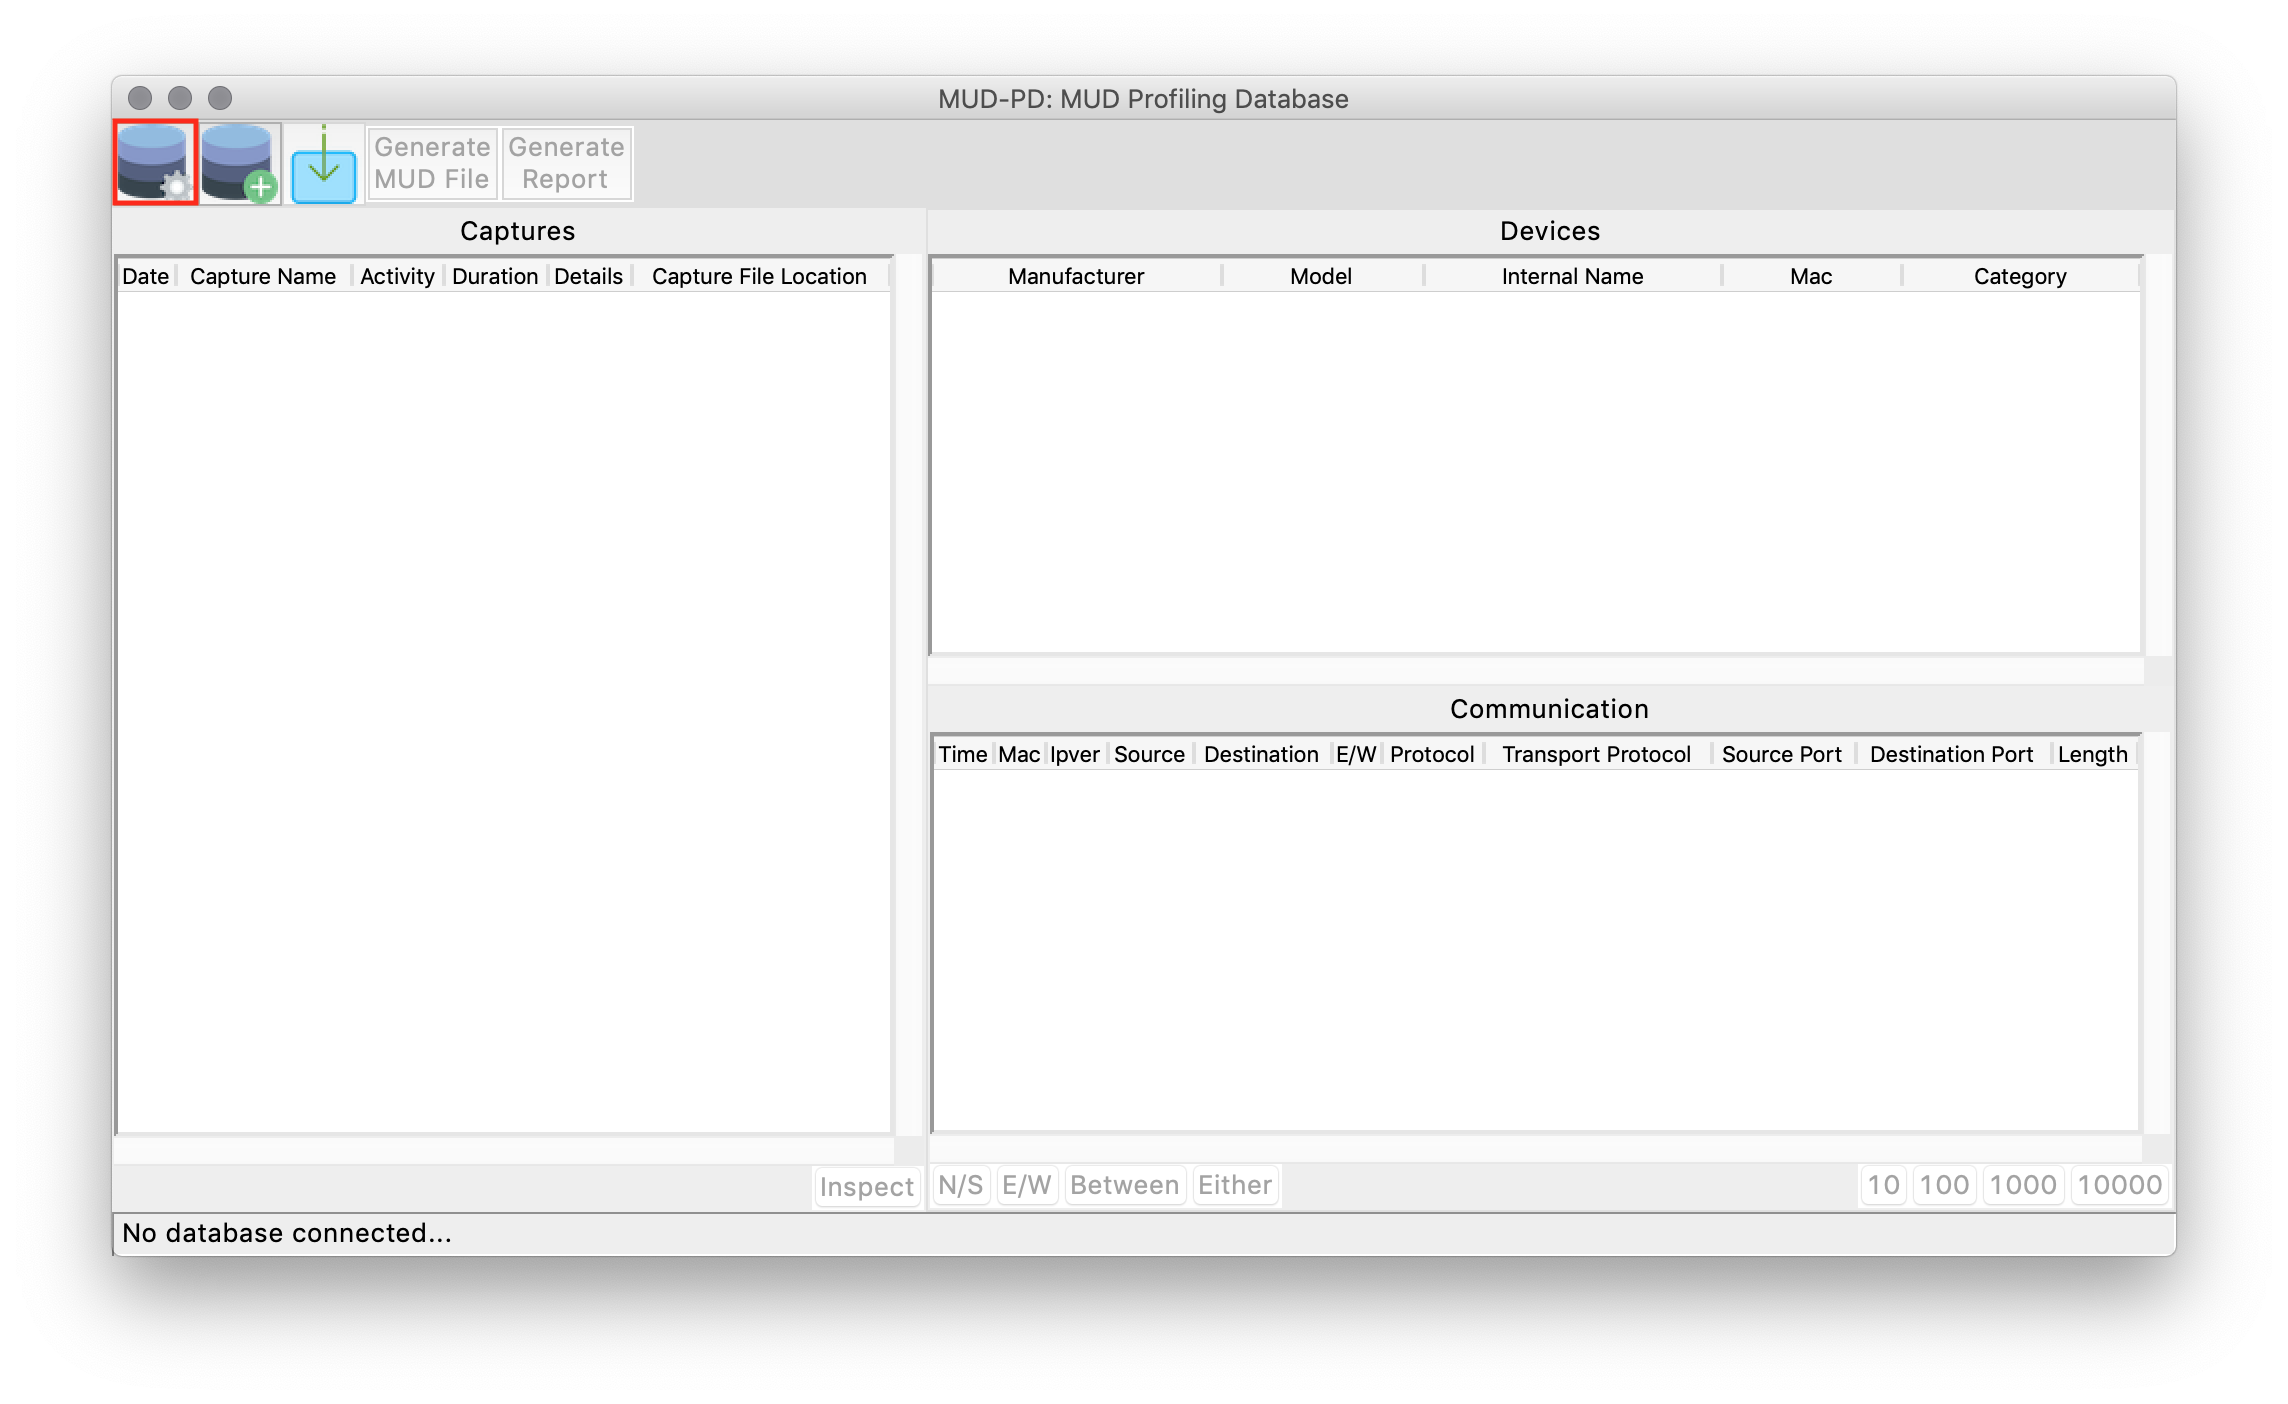 MUD-PD: MUD Profiling Database
Generate MUD File
Generate Report
Captures
Date Capture Name Activity Duration Details Capture File Location
Devices
Manufacturer Model Internal Name Mac Category
Communication
Time Mac Ipver Source Destination E/W Protocol Transport Protocol Source Port Destination Port Length
Inspect
N/S E/W Between Either
10 100 1000 10000
No database connected...